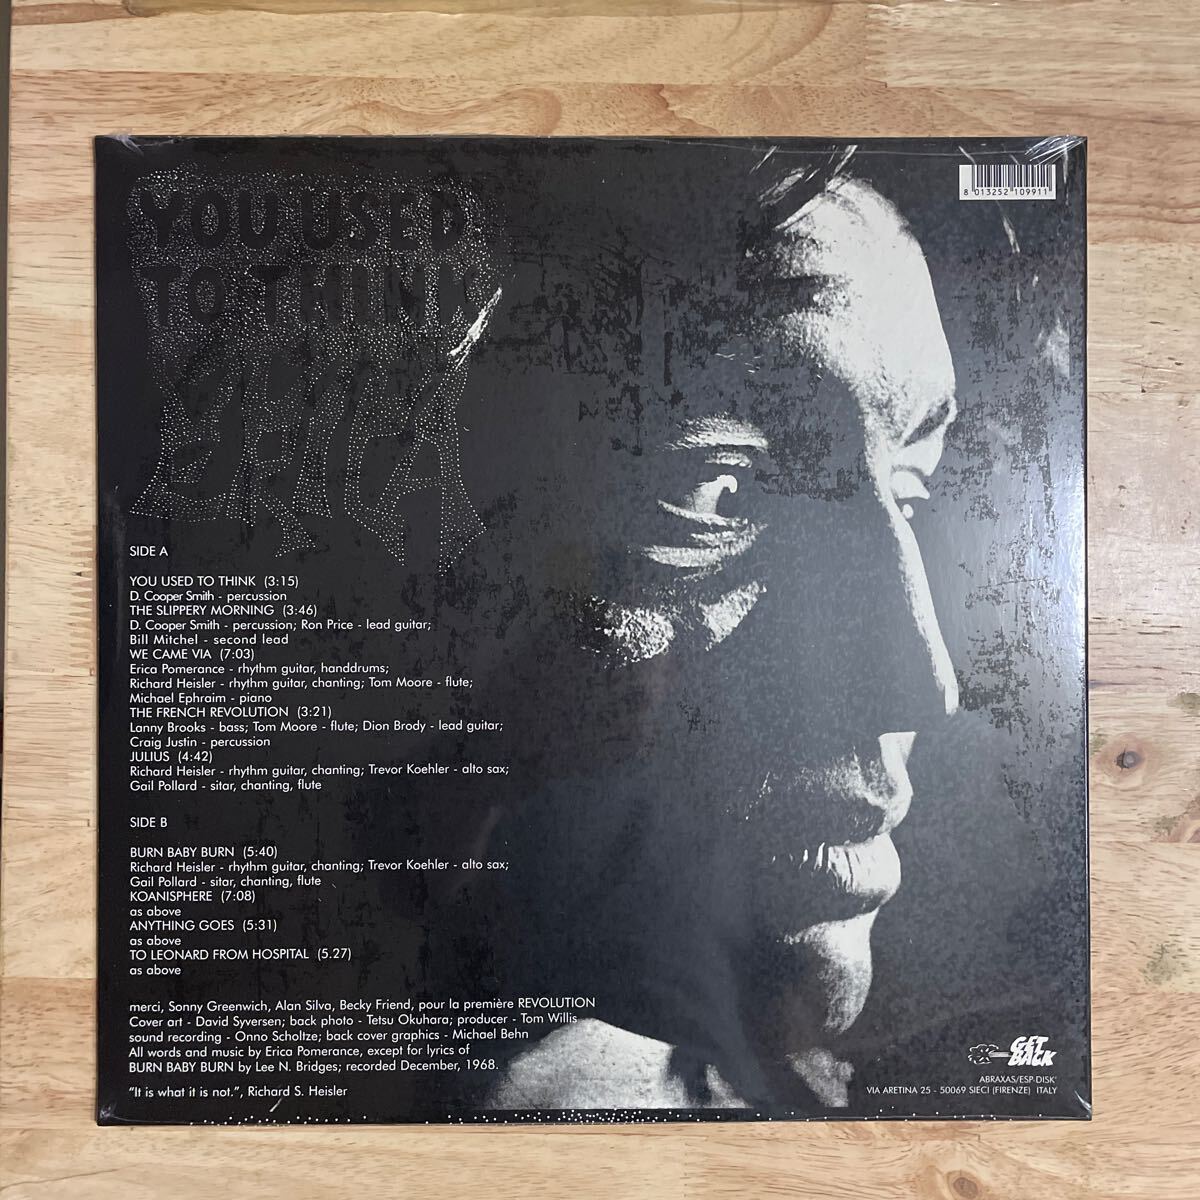 8 013252 109911
YOU USED
TO THINK
ERICA
SIDE A
YOU USED TO THINK (3:15)
D. Cooper Smith - percussion
THE SLIPPERY MORNING (3:46)
D. Cooper Smith - percussion; Ron Price - lead guitar;
Bill Mitchel - second lead
WE CAME VIA (7:03)
Erica Pomerance - rhythm guitar, handdrums;
Richard Heisler - rhythm guitar, chanting; Tom Moore - flute;
Michael Ephraim - piano
THE FRENCH REVOLUTION (3:21)
Lanny Brooks - bass; Tom Moore - flute; Dion Brody - lead guitar;
Craig Justin - percussion
JULIUS (4:42)
Richard Heisler - rhythm guitar, chanting; Trevor Koehler - alto sax;
Gail Pollard - sitar, chanting, flute
SIDE B
BURN BABY BURN (5:40)
Richard Heisler - rhythm guitar, chanting; Trevor Koehler - alto sax;
Gail Pollard - sitar, chanting, flute
KOANISPHERE (7:08)
as above
ANYTHING GOES (5:31)
as above
TO LEONARD FROM HOSPITAL (5.27)
as above
merci, Sonny Greenwich, Alan Silva, Becky Friend, pour la première REVOLUTION
Cover art - David Syversen; back photo - Tetsu Okuhara; producer - Tom Willis
sound recording - Onno Scholtze; back cover graphics - Michael Behn
All words and music by Erica Pomerance, except for lyrics of
BURN BABY BURN by Lee N. Bridges; recorded December, 1968.
"It is what it is not.", Richard S. Heisler
GET
BACK
ABRAXAS/ESP-DISK'
VIA ARETINA 25 - 50069 SIECI (FIRENZE) ITALY